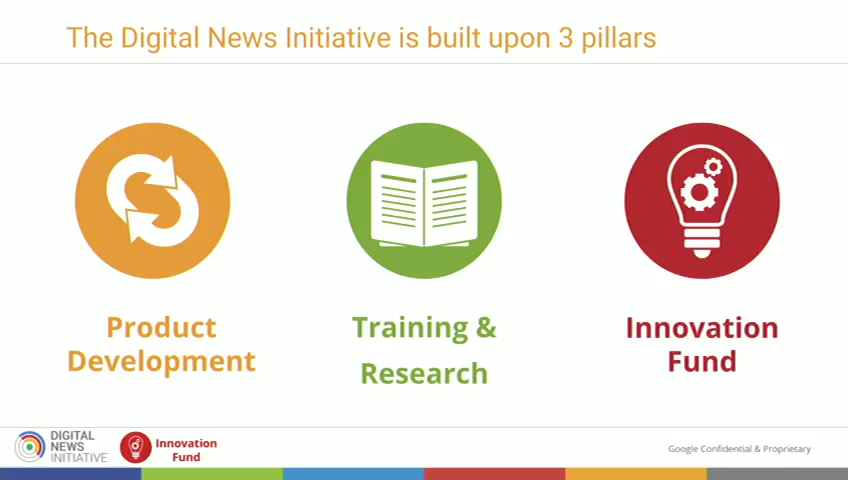 The Digital News Initiative is built upon 3 pillars
Product
Development
Training &
Research
Innovation
Fund
DIGITAL
NEWS
INITIATIVE
Innovation
Fund
Google Confidential & Proprietary